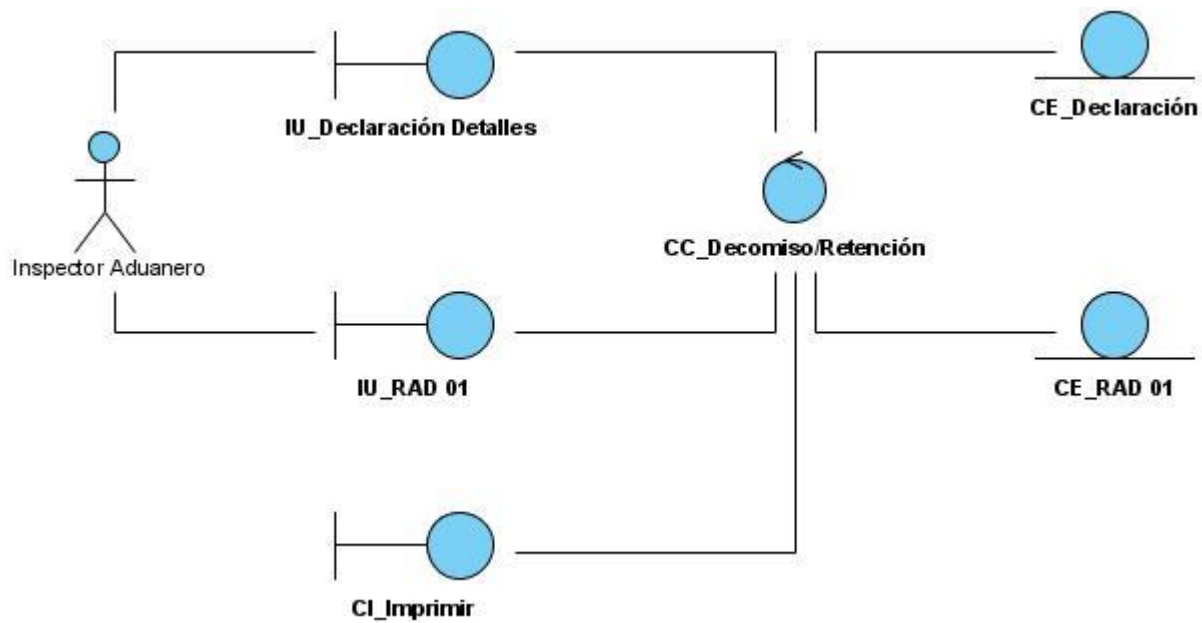 CE_Declaración
IU_Declaración Detalles
CC_Decomiso/Retención
Inspector Aduanero
IU_RAD 01
CE_RAD 01
CI_Imprimir